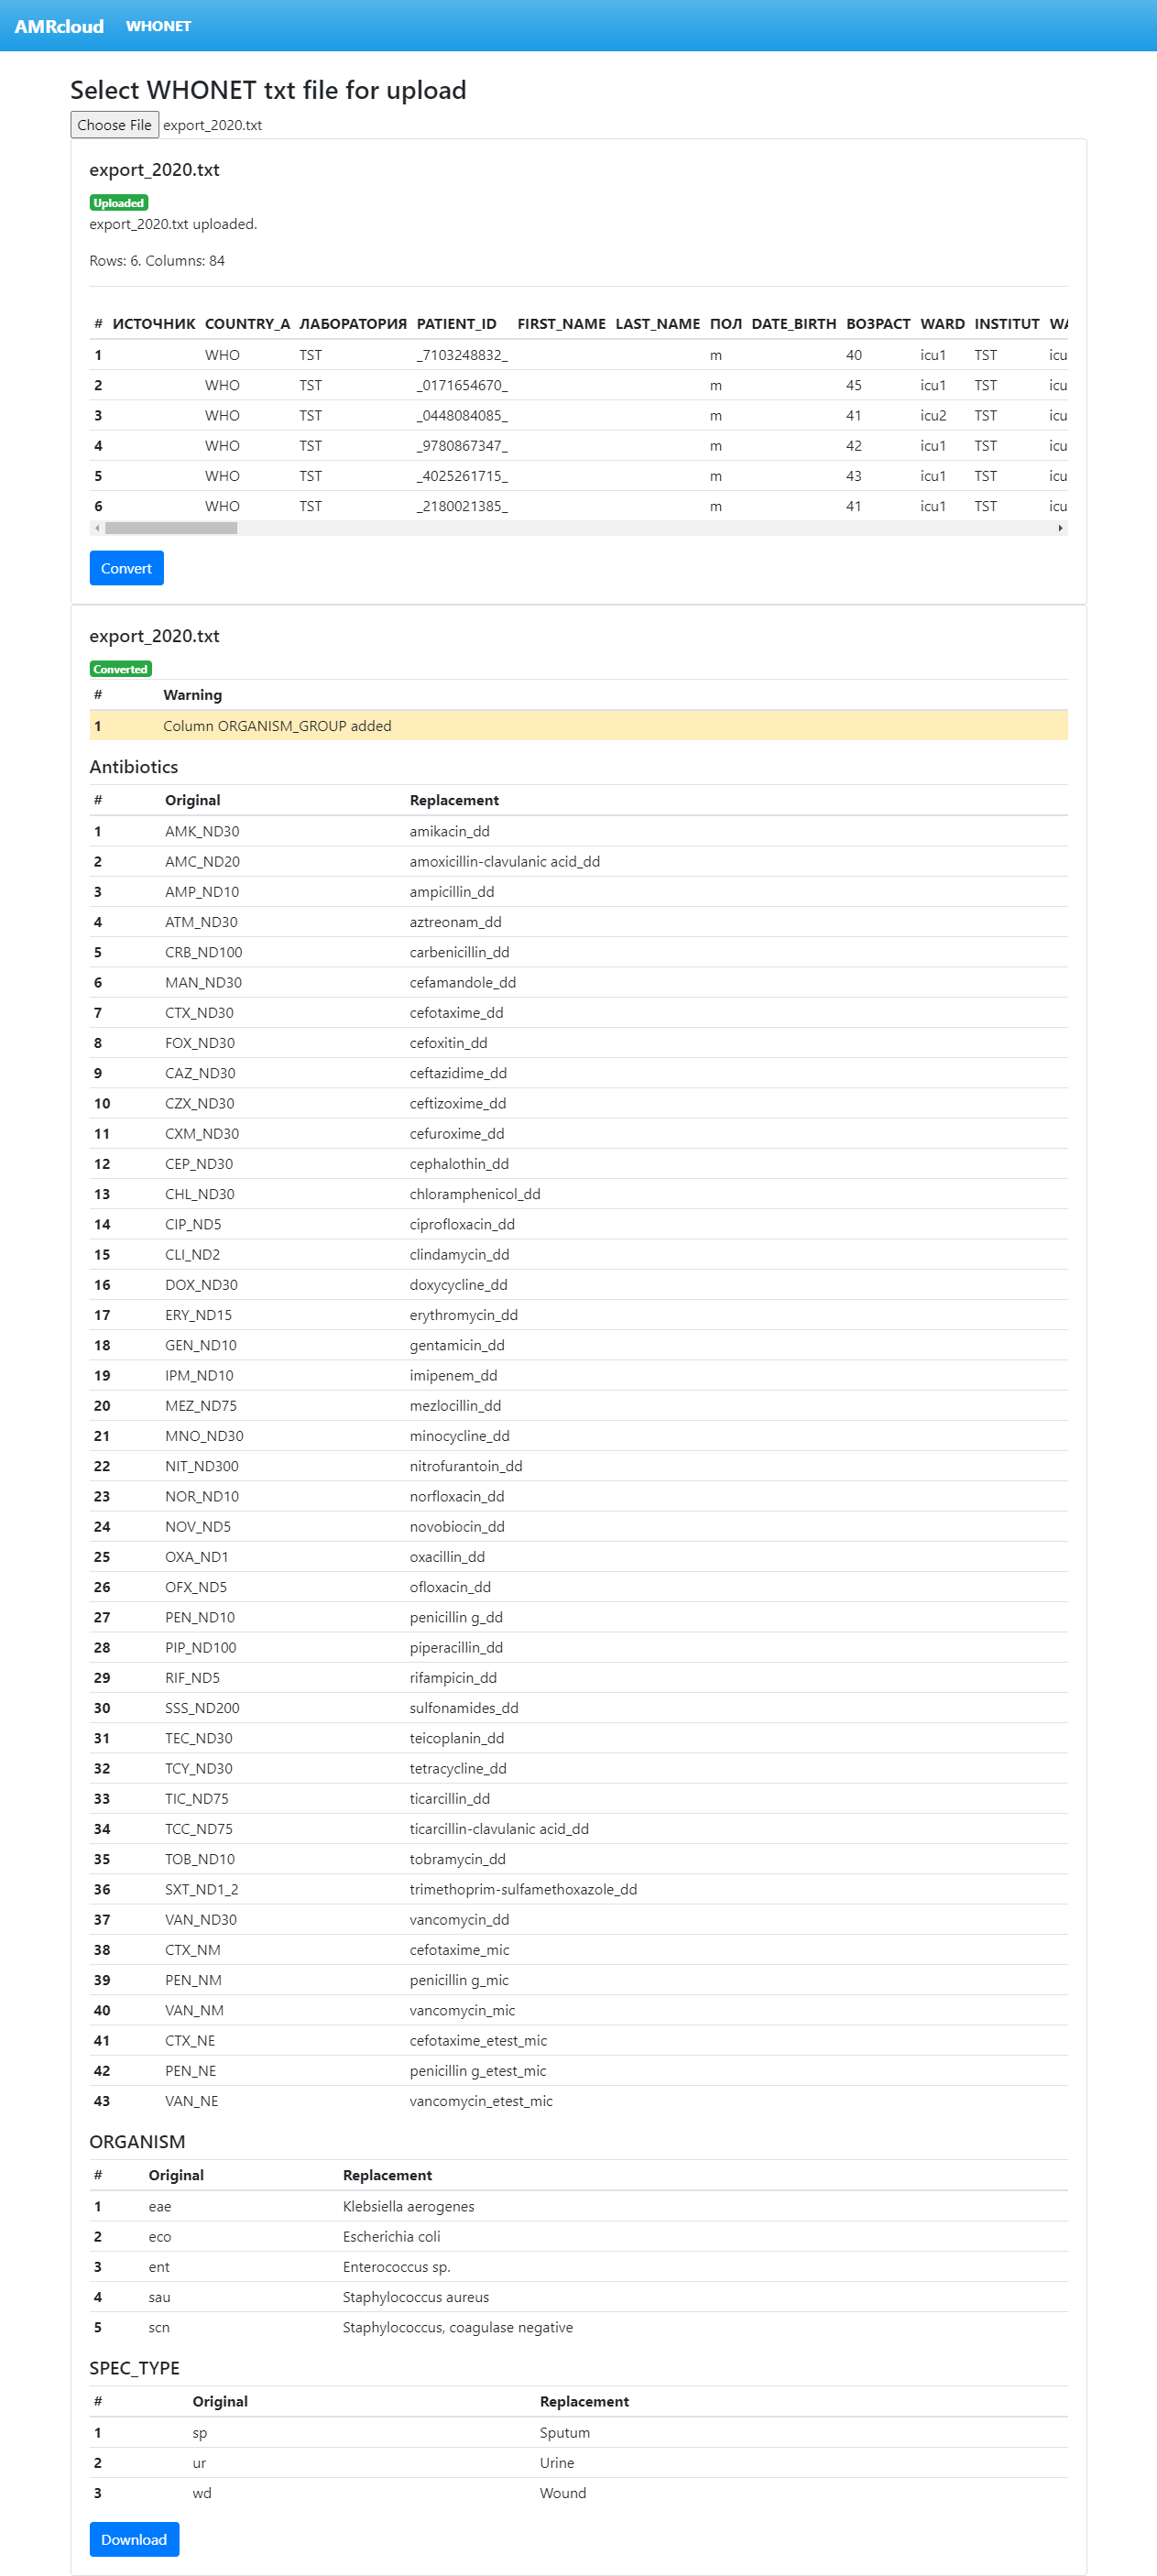 AMRcloud WHONET
Select WHONET txt file for upload
Choose File export_2020.txt
export_2020.txt
Uploaded
export_2020.txt uploaded.
Rows: 6. Columns: 84
# ИСТОЧНИК COUNTRY_A ЛАБОРАТОРИЯ PATIENT_ID FIRST_NAME LAST_NAME ПОЛ DATE_BIRTH ВОЗРАСТ WARD INSTITUT
1 WHO TST _7103248832_ m 40 icu1 TST icu
2 WHO TST _0171654670_ m 45 icu1 TST icu
3 WHO TST _0448084085_ m 41 icu2 TST icu
4 WHO TST _9780867347_ m 42 icu1 TST icu
5 WHO TST _4025261715_ m 43 icu1 TST icu
6 WHO TST _2180021385_ m 41 icu1 TST icu
Convert
export_2020.txt
Converted
# Warning
1 Column ORGANISM_GROUP added
Antibiotics
# Original Replacement
1 AMK_ND30 amikacin_dd
2 AMC_ND20 amoxicillin-clavulanic acid_dd
3 AMP_ND10 ampicillin_dd
4 ATM_ND30 aztreonam_dd
5 CRB_ND100 carbenicillin_dd
6 MAN_ND30 cefamandole_dd
7 CTX_ND30 cefotaxime_dd
8 FOX_ND30 cefoxitin_dd
9 CAZ_ND30 ceftazidime_dd
10 CZX_ND30 ceftizoxime_dd
11 CXM_ND30 cefuroxime_dd
12 CEP_ND30 cephalothin_dd
13 CHL_ND30 chloramphenicol_dd
14 CIP_ND5 ciprofloxacin_dd
15 CLI_ND2 clindamycin_dd
16 DOX_ND30 doxycycline_dd
17 ERY_ND15 erythromycin_dd
18 GEN_ND10 gentamicin_dd
19 IPM_ND10 imipenem_dd
20 MEZ_ND75 mezlocillin_dd
21 MNO_ND30 minocycline_dd
22 NIT_ND300 nitrofurantoin_dd
23 NOR_ND10 norfloxacin_dd
24 NOV_ND5 novobiocin_dd
25 OXA_ND1 oxacillin_dd
26 OFX_ND5 ofloxacin_dd
27 PEN_ND10 penicillin g_dd
28 PIP_ND100 piperacillin_dd
29 RIF_ND5 rifampicin_dd
30 SSS_ND200 sulfonamides_dd
31 TEC_ND30 teicoplanin_dd
32 TCY_ND30 tetracycline_dd
33 TIC_ND75 ticarcillin_dd
34 TCC_ND75 ticarcillin-clavulanic acid_dd
35 TOB_ND10 tobramycin_dd
36 SXT_ND1_2 trimethoprim-sulfamethoxazole_dd
37 VAN_ND30 vancomycin_dd
38 CTX_NM cefotaxime_mic
39 PEN_NM penicillin g_mic
40 VAN_NM vancomycin_mic
41 CTX_NE cefotaxime_etest_mic
42 PEN_NE penicillin g_etest_mic
43 VAN_NE vancomycin_etest_mic
ORGANISM
# Original Replacement
1 eae Klebsiella aerogenes
2 eco Escherichia coli
3 ent Enterococcus sp.
4 sau Staphylococcus aureus
5 scn Staphylococcus, coagulase negative
SPEC_TYPE
# Original Replacement
1 sp Sputum
2 ur Urine
3 wd Wound
Download